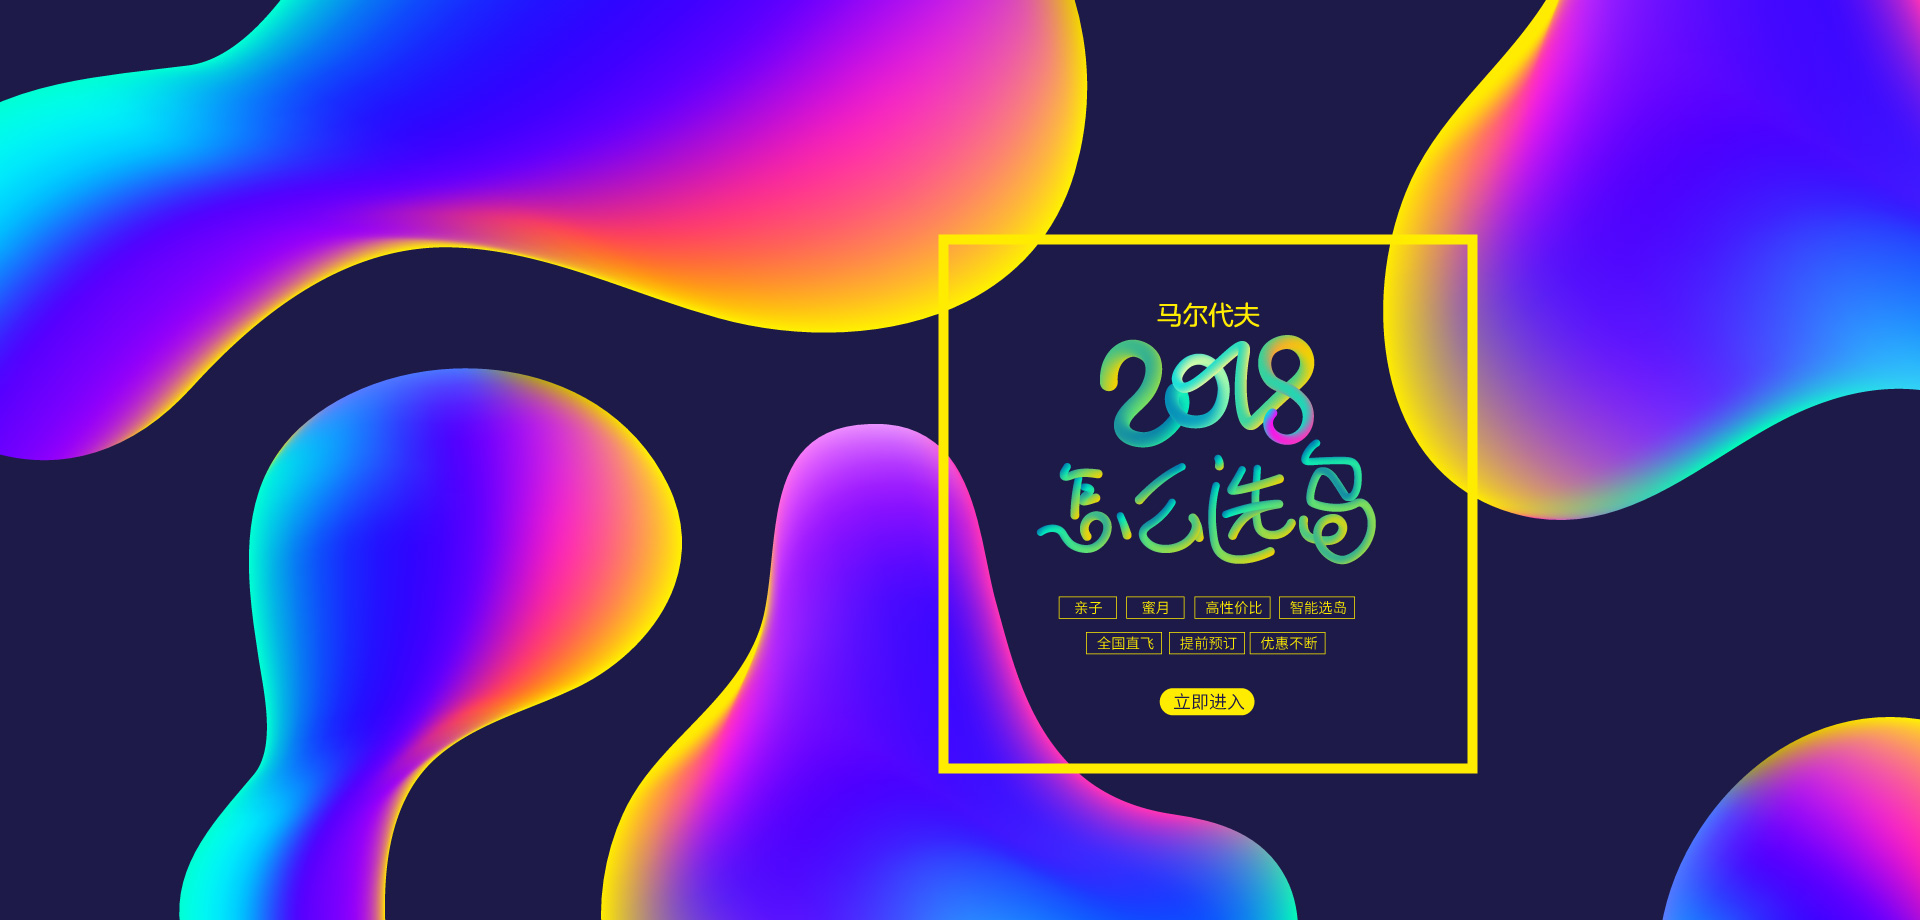 马尔代夫
2018
怎么选岛
亲子 蜜月 高性价比 智能选岛
全国直飞 提前预订 优惠不断
立即进入